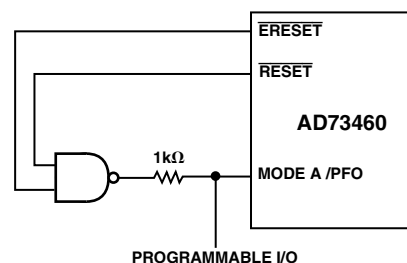 ERESET
RESET
AD73460
1kΩ
MODE A /PFO
PROGRAMMABLE I/O